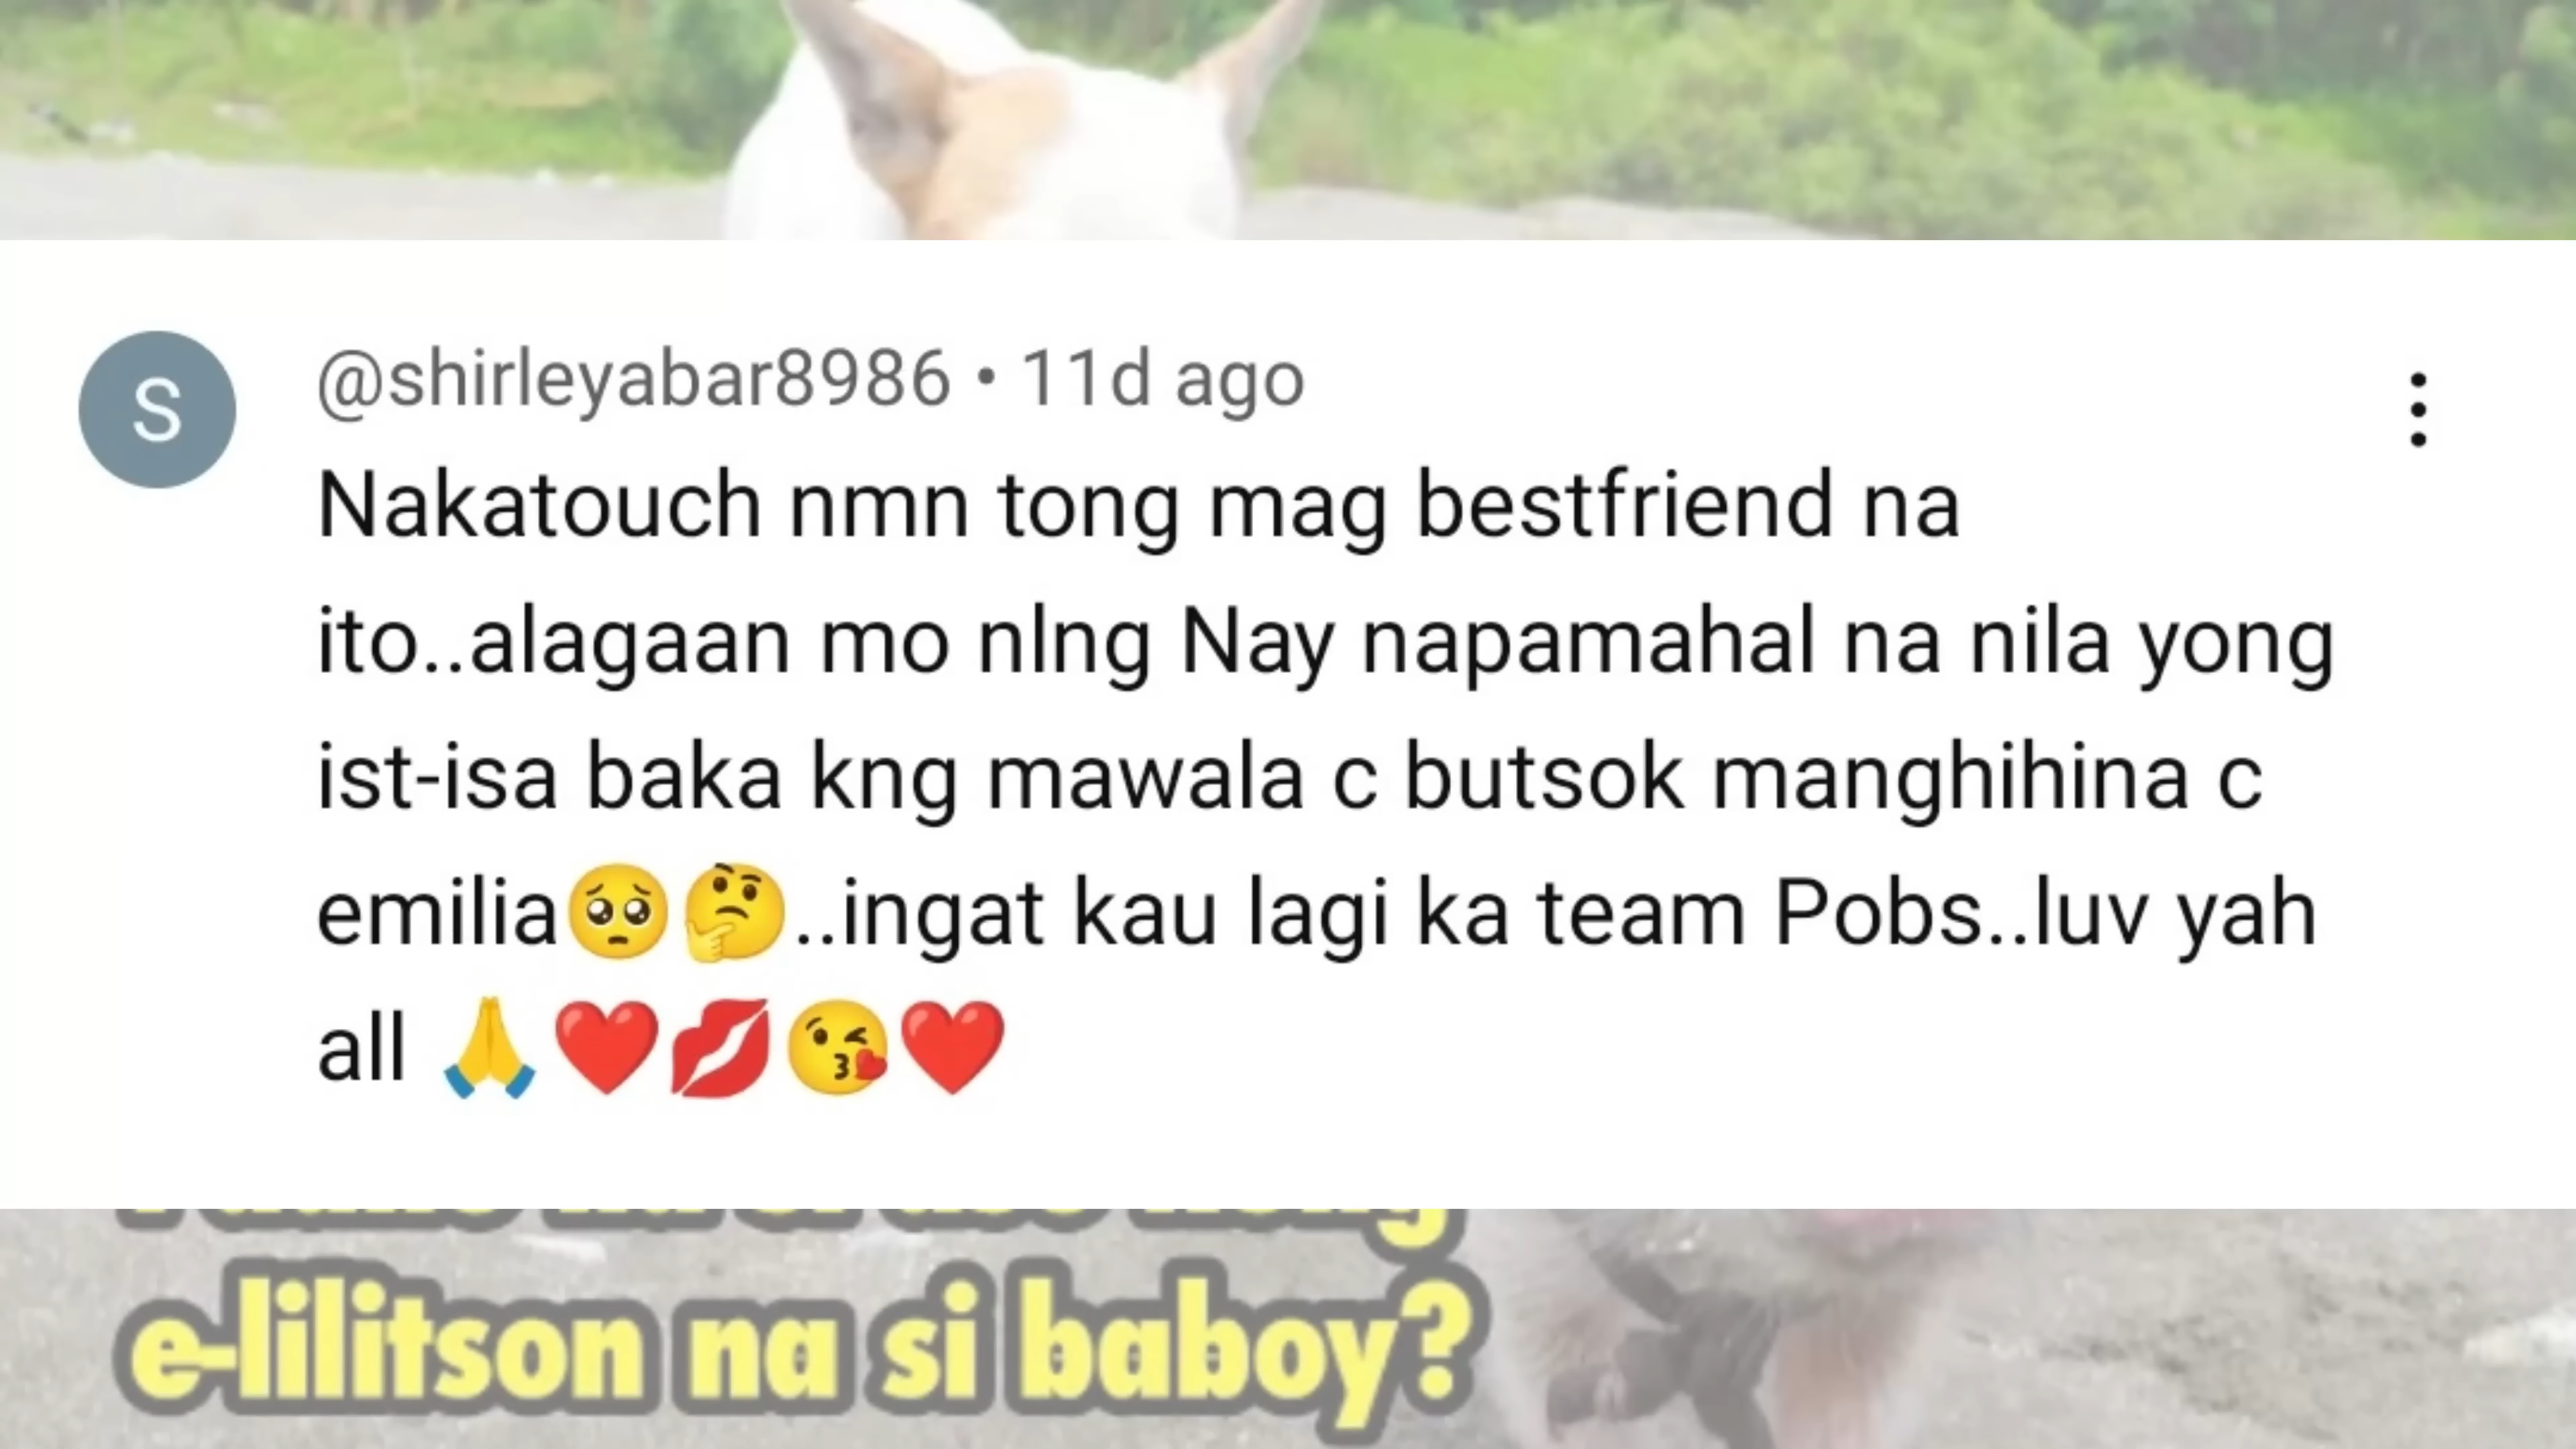 S
@shirleyabar8986 • 11d ago
Nakatouch nmn tong mag bestfriend na
ito..alagaan mo nlng Nay napamahal na nila yong
ist-isa baka kng mawala c butsok manghihina c
emilia🥺🤔..ingat kau lagi ka team Pobs..luv yah
all 🙏❤️💋😘❤️
e-lilitson na si baboy?